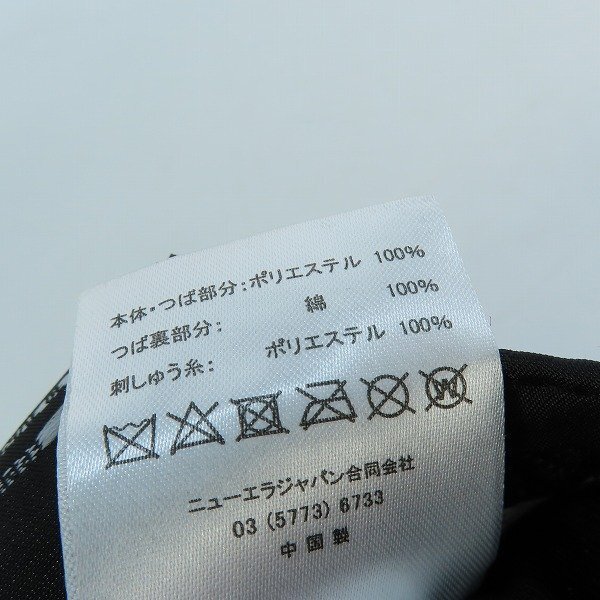 本体・つば部分:ポリエステル 100%
つば裏部分: 綿 100%
刺しゅう糸: ポリエステル 100%
ニューエラジャパン合同会社
03 (5773) 6733
中国製